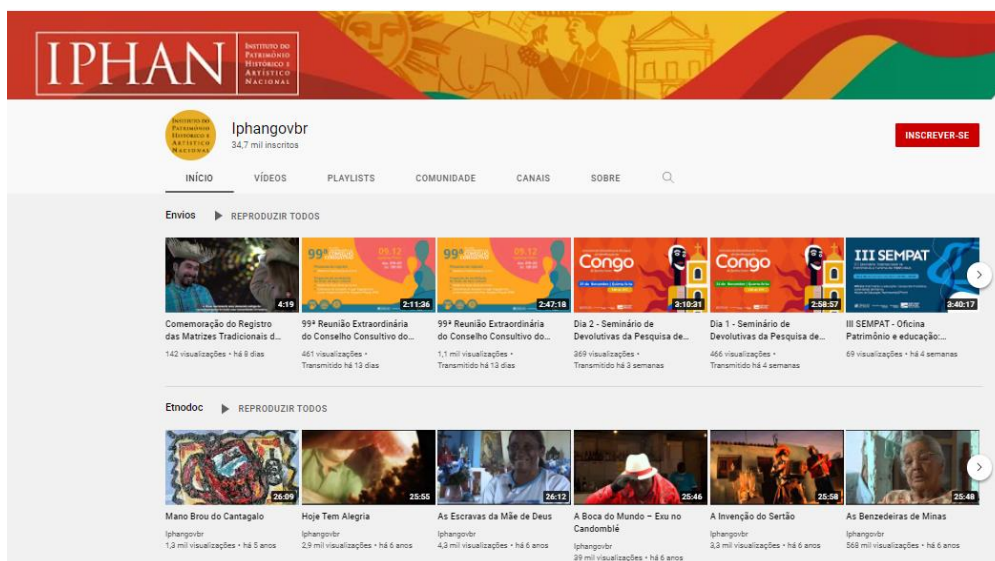 IPHAN
INSTITUTO DO
PATRIMÔNIO
HISTÓRICO E
ARTÍSTICO
NACIONAL
INSTITUTO DO
PATRIMÔNIO
HISTÓRICO E
ARTÍSTICO
NACIONAL
Iphangovbr
34,7 mil inscritos
INSCREVER-SE
INÍCIO VÍDEOS PLAYLISTS COMUNIDADE CANAIS SOBRE
Envios REPRODUZIR TODOS
99ª 09.12
99ª 09.12
Congo
Congo
III SEMPAT
4:19 2:11:36 2:47:18 3:10:31 2:58:57 3:40:17
Comemoração do Registro
das Matrizes Tradicionais d...
142 visualizações • há 8 dias
99ª Reunião Extraordinária
do Conselho Consultivo do...
461 visualizações •
Transmitido há 13 dias
99ª Reunião Extraordinária
do Conselho Consultivo do...
1,1 mil visualizações •
Transmitido há 13 dias
Dia 2 - Seminário de
Devolutivas da Pesquisa de...
369 visualizações •
Transmitido há 3 semanas
Dia 1 - Seminário de
Devolutivas da Pesquisa de...
466 visualizações •
Transmitido há 4 semanas
III SEMPAT - Oficina
Patrimônio e educação:...
69 visualizações • há 4 semanas
Etnodoc REPRODUZIR TODOS
26:09 25:55 26:12 25:46 25:58 25:48
Mano Brou do Cantagalo
Iphangovbr
1,3 mil visualizações • há 5 anos
Hoje Tem Alegria
Iphangovbr
2,9 mil visualizações • há 6 anos
As Escravas da Mãe de Deus
Iphangovbr
4,3 mil visualizações • há 6 anos
A Boca do Mundo – Exu no
Candomblé
Iphangovbr
39 mil visualizações • há 6 anos
A Invenção do Sertão
Iphangovbr
3,3 mil visualizações • há 6 anos
As Benzedeiras de Minas
Iphangovbr
568 mil visualizações • há 6 anos